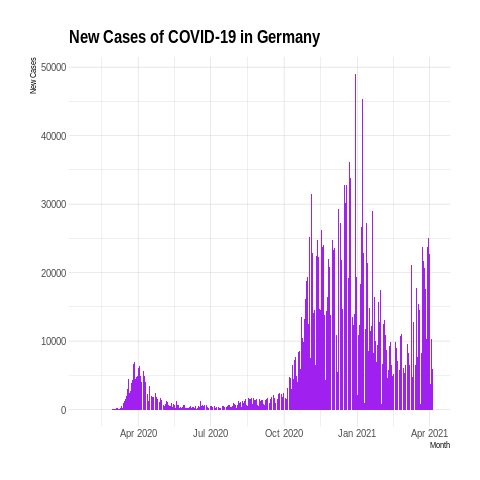 New Cases of COVID-19 in Germany
New Cases
50000
40000
30000
20000
10000
0
Apr 2020 Jul 2020 Oct 2020 Jan 2021 Apr 2021
Month